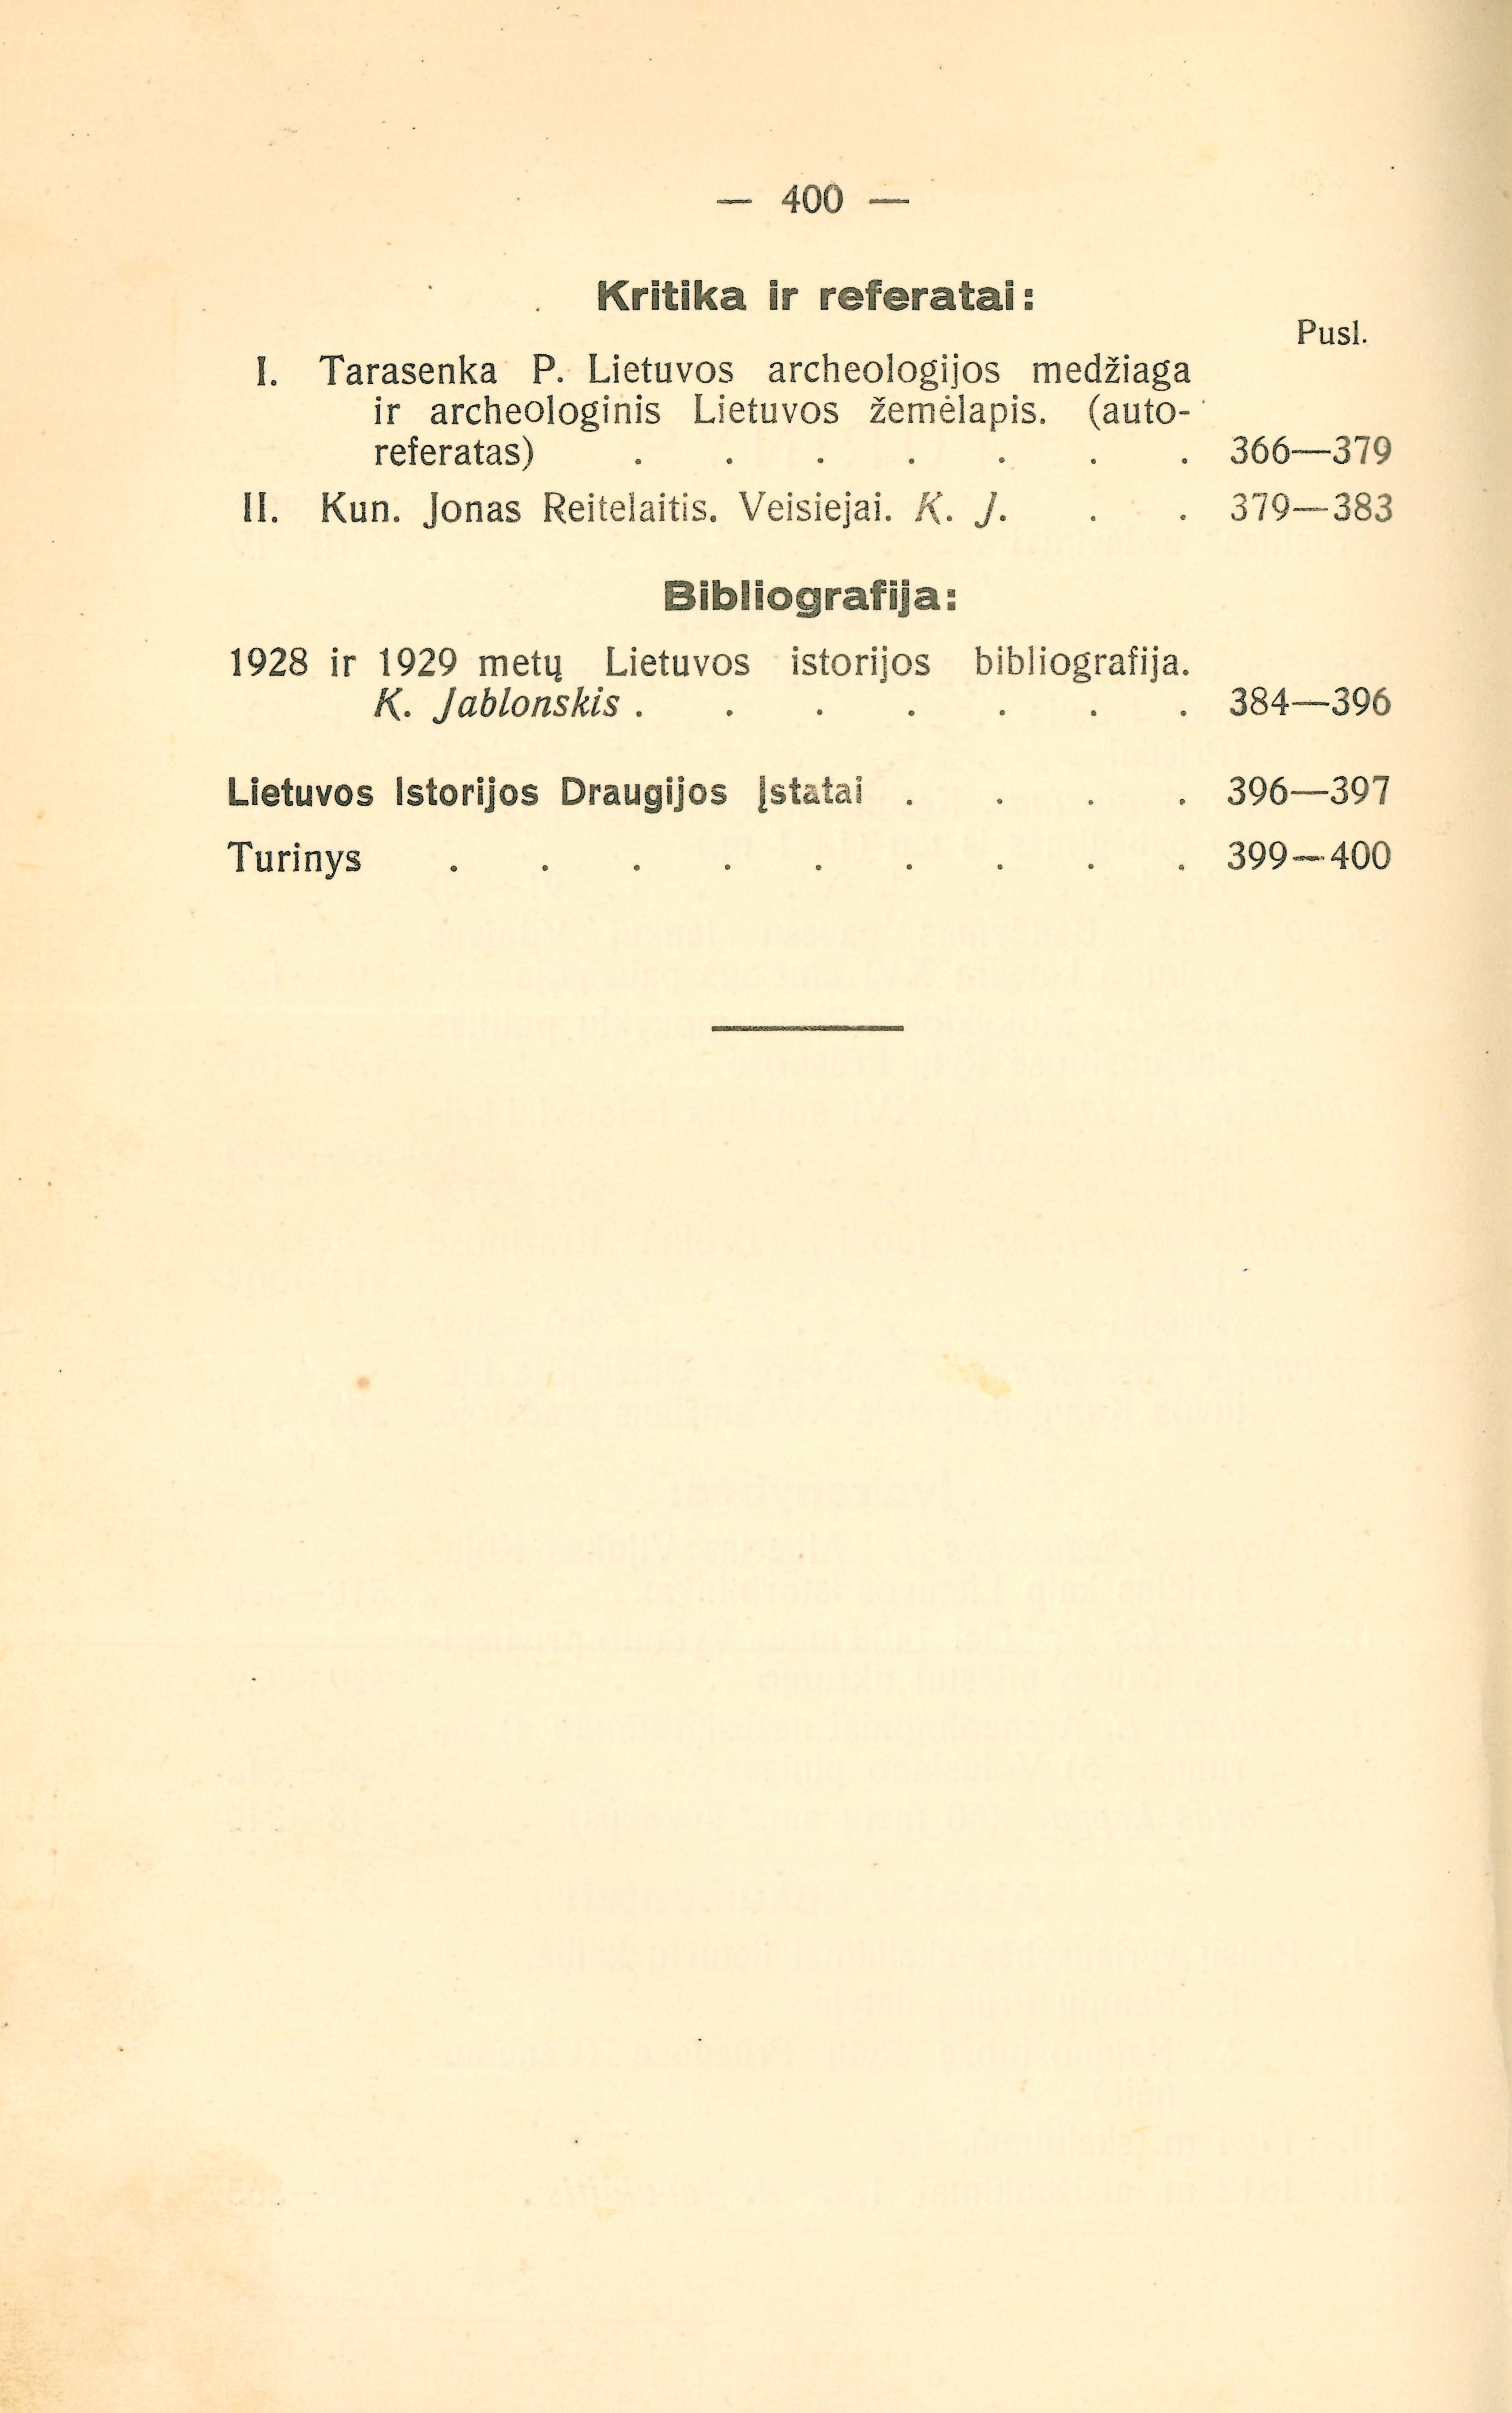 — 400 —
Kritika ir referatai:
Pusl.
I. Tarasenka P. Lietuvos archeologijos medžiaga
ir archeologinis Lietuvos žemėlapis. (auto-
referatas) . . . . . . . 366—379
II. Kun. Jonas Reitelaitis. Veisiejai. K. J. . . 379—383
Bibliografija:
1928 ir 1929 metų Lietuvos istorijos bibliografija.
K. Jablonskis . . . . . . . 384—396
Lietuvos Istorijos Draugijos Įstatai . . . . 396—397
Turinys . . . . . . . . . 399—400